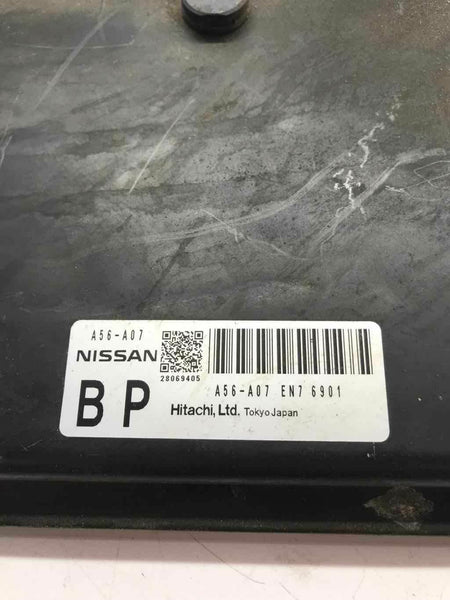 A56-A07
NISSAN
28069405
A56-A07 EN7 6901
BP
Hitachi, Ltd. Tokyo Japan